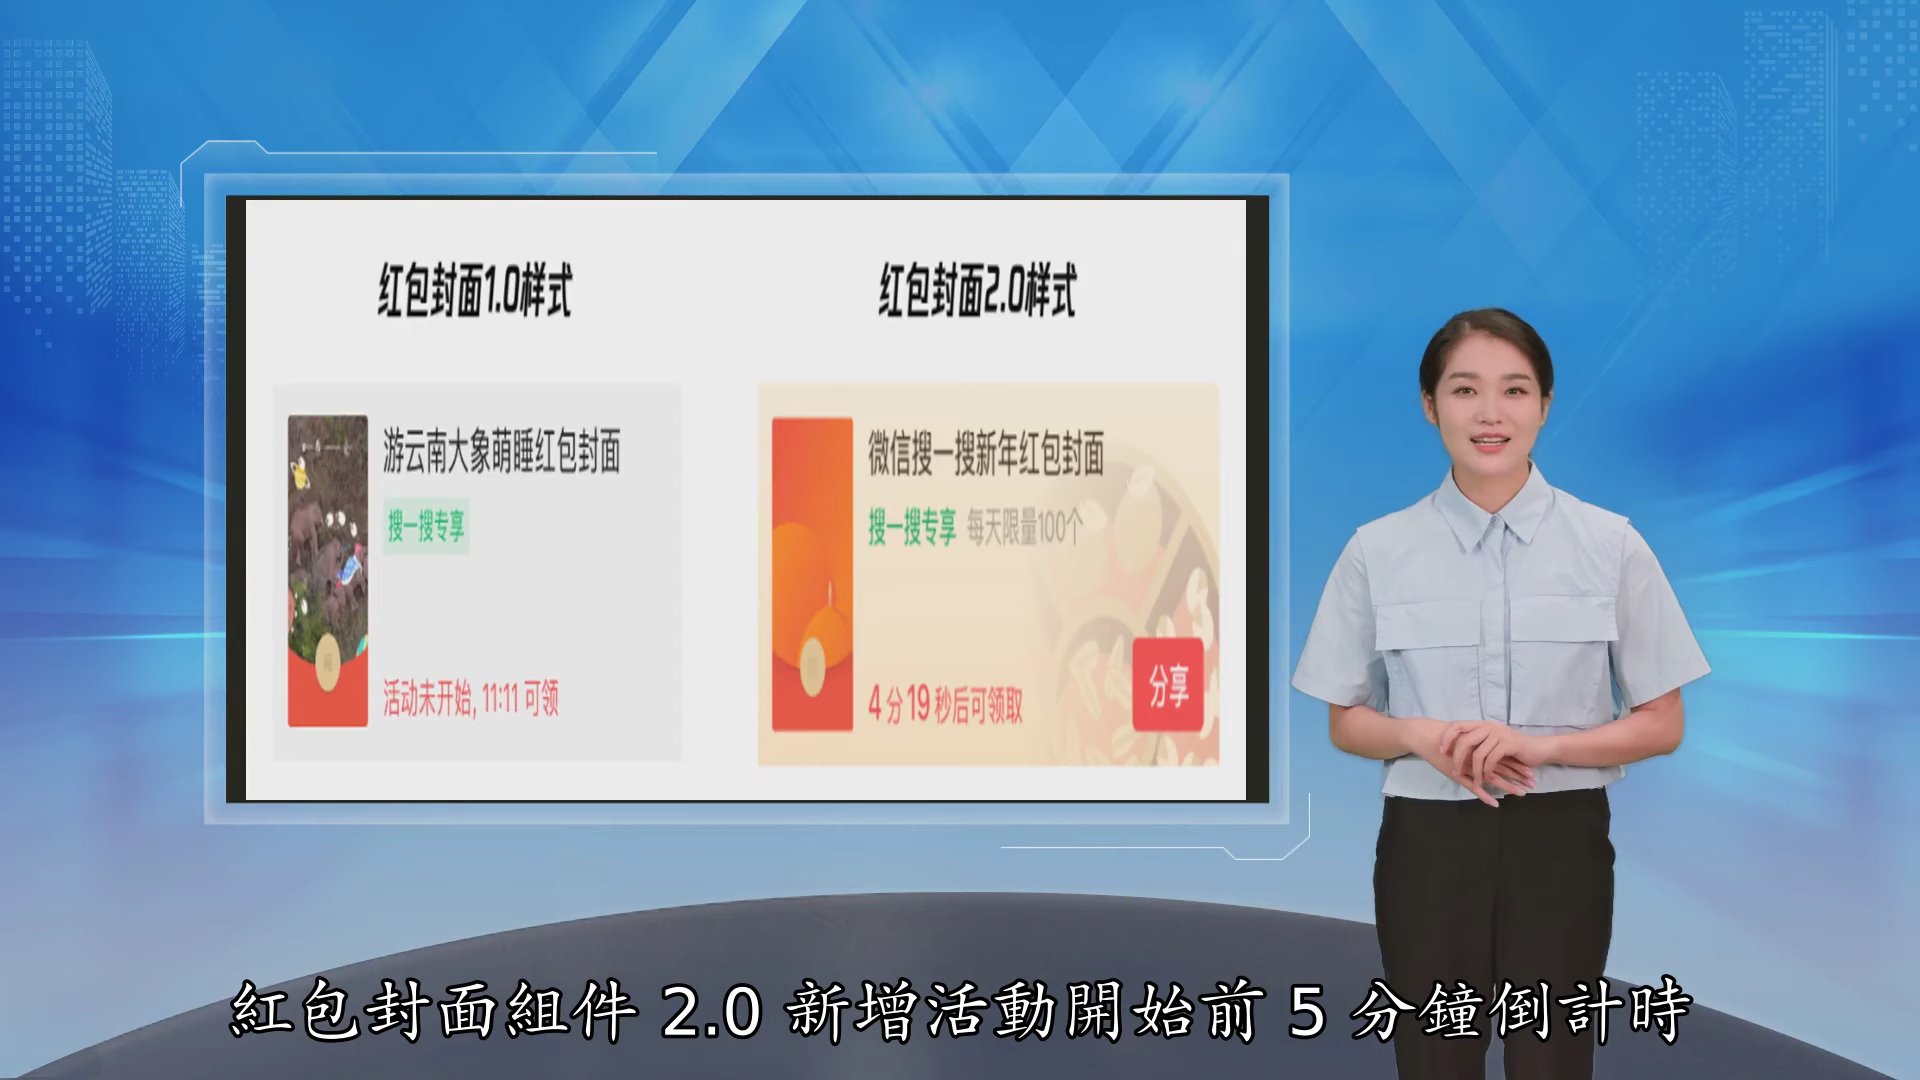 红包封面1.0样式
红包封面2.0样式
游云南大象萌睡红包封面
搜一搜专享
活动未开始, 11:11 可领
微信搜一搜新年红包封面
搜一搜专享 每天限量100个
4 分 19 秒后可领取
分享
紅包封面組件 2.0 新增活動開始前 5 分鐘倒計時